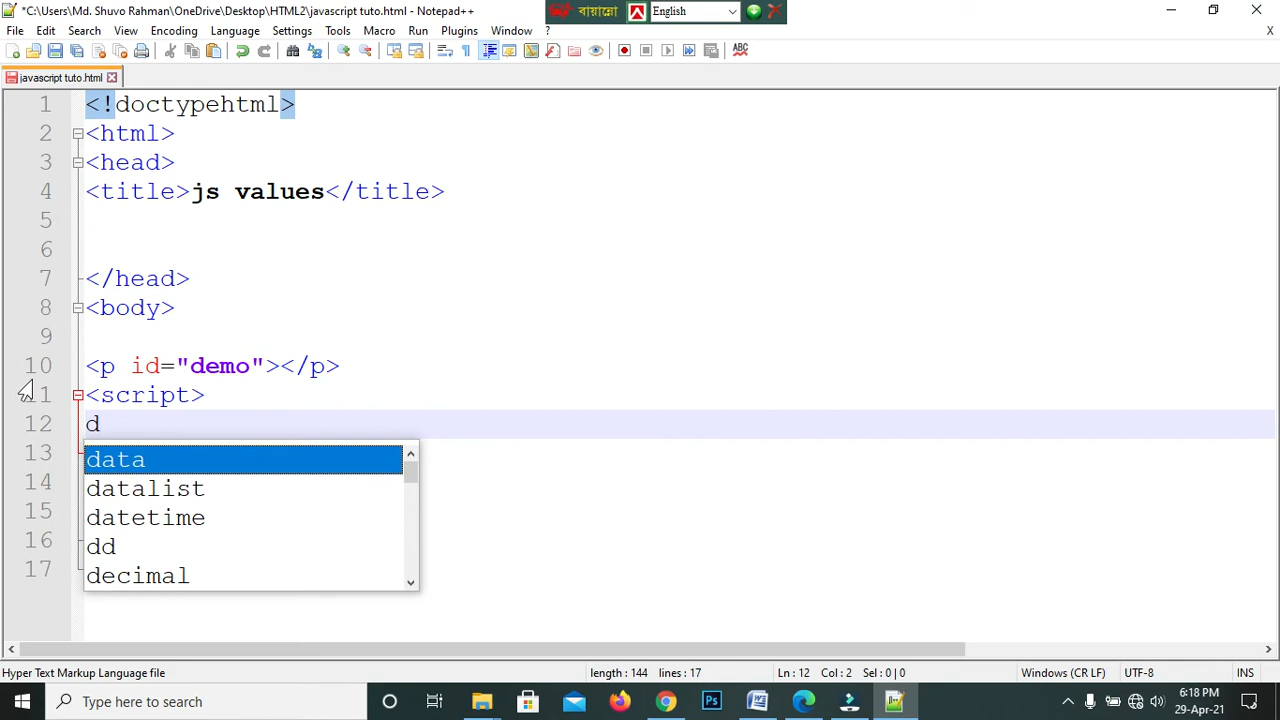 *C:\Users\Md. Shuvo Rahman\OneDrive\Desktop\HTML2\javascript tuto.html - Notepad++
বায়ান্নো
English
File Edit Search View Encoding Language Settings Tools Macro Run Plugins Window ? X
ABC
javascript tuto.html
1 <!doctypehtml>
2 <html>
3 <head>
4 <title>js values</title>
5
6
7 </head>
8 <body>
9
10 <p id="demo"></p>
11 <script>
12 d
13 data
14 datalist
15 datetime
16 dd
17 decimal
Hyper Text Markup Language file length : 144 lines : 17 Ln : 12 Col : 2 Sel : 0 | 0 Windows (CR LF) UTF-8 INS
Type here to search
Ps
W
6:18 PM
29-Apr-21